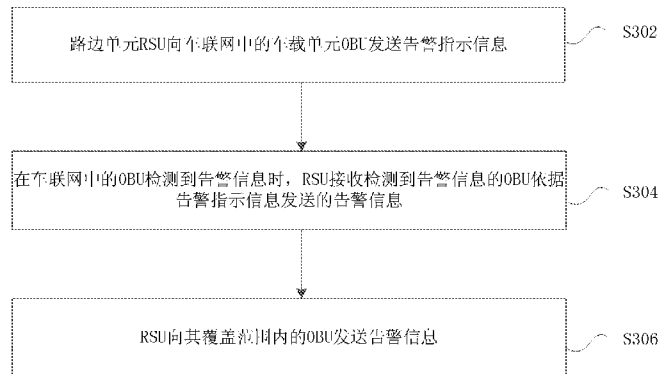 路边单元RSU向车联网中的车载单元OBU发送告警指示信息
S302
在车联网中的OBU检测到告警信息时，RSU接收检测到告警信息的OBU依据
告警指示信息发送的告警信息
S304
RSU向其覆盖范围内的OBU发送告警信息
S306